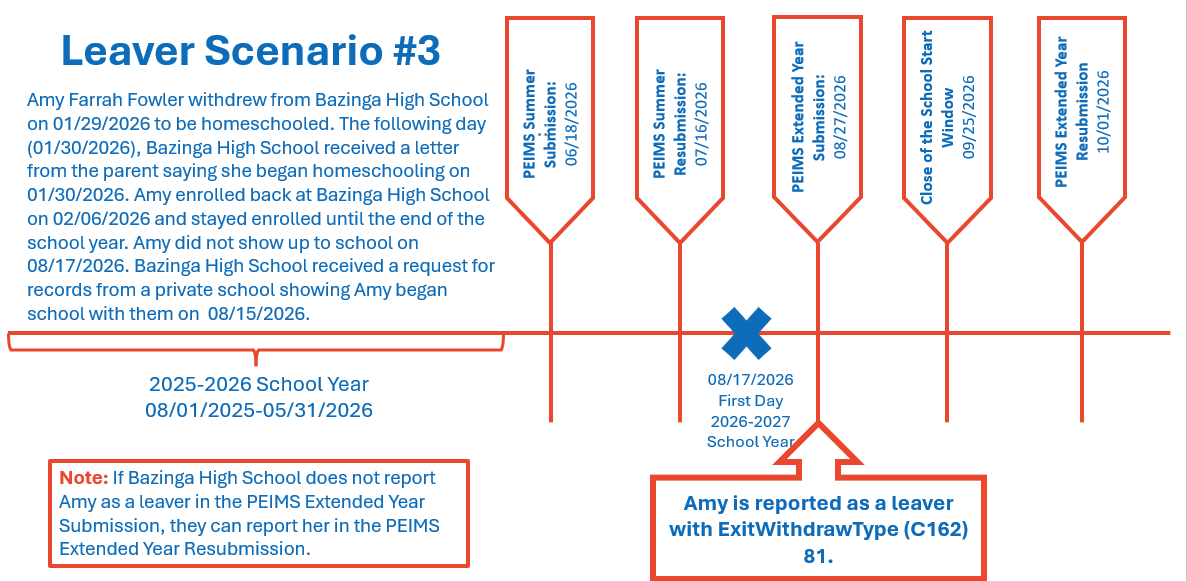 Leaver Scenario #3
Amy Farrah Fowler withdrew from Bazinga High School
on 01/29/2026 to be homeschooled. The following day
(01/30/2026), Bazinga High School received a letter
from the parent saying she began homeschooling on
01/30/2026. Amy enrolled back at Bazinga High School
on 02/06/2026 and stayed enrolled until the end of the
school year. Amy did not show up to school on
08/17/2026. Bazinga High School received a request for
records from a private school showing Amy began
school with them on 08/15/2026.
PEIMS Summer
Submission:
06/18/2026
PEIMS Summer
Resubmission:
07/16/2026
PEIMS Extended Year
Submission:
08/27/2026
Close of the School Start
Window
09/25/2026
PEIMS Extended Year
Resubmission
10/01/2026
2025-2026 School Year
08/01/2025-05/31/2026
08/17/2026
First Day
2026-2027
School Year
Note: If Bazinga High School does not report
Amy as a leaver in the PEIMS Extended Year
Submission, they can report her in the PEIMS
Extended Year Resubmission.
Amy is reported as a leaver
with ExitWithdrawType (C162)
81.